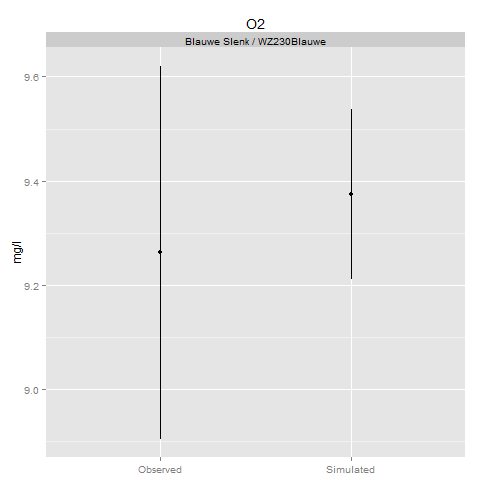 O2
Blauwe Slenk / WZ230Blauwe
9.6
9.4
9.2
9.0
mg/l
Observed
Simulated